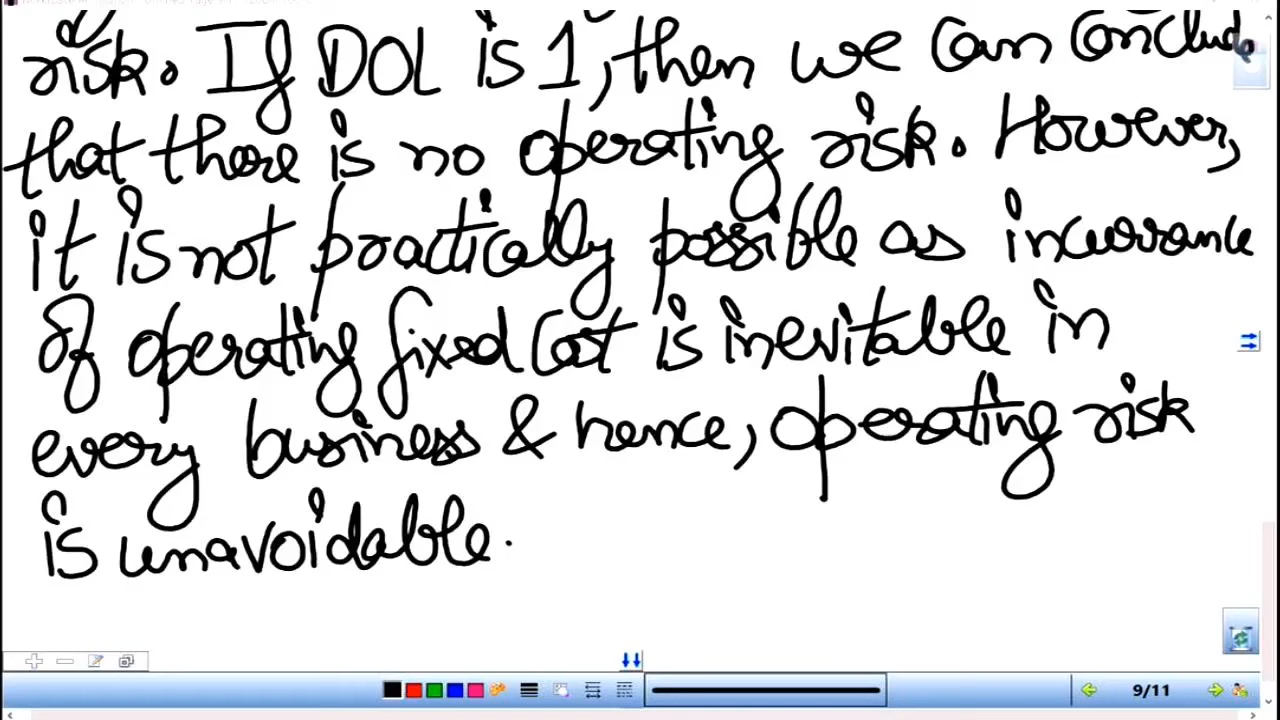 risk. If DOL is 1, then we can conclud
that there is no operating risk. However,
it is not practically possible as incurrance
of operating fixed cost is inevitable in
every business & hence, operating risk
is unavoidable.
9/11